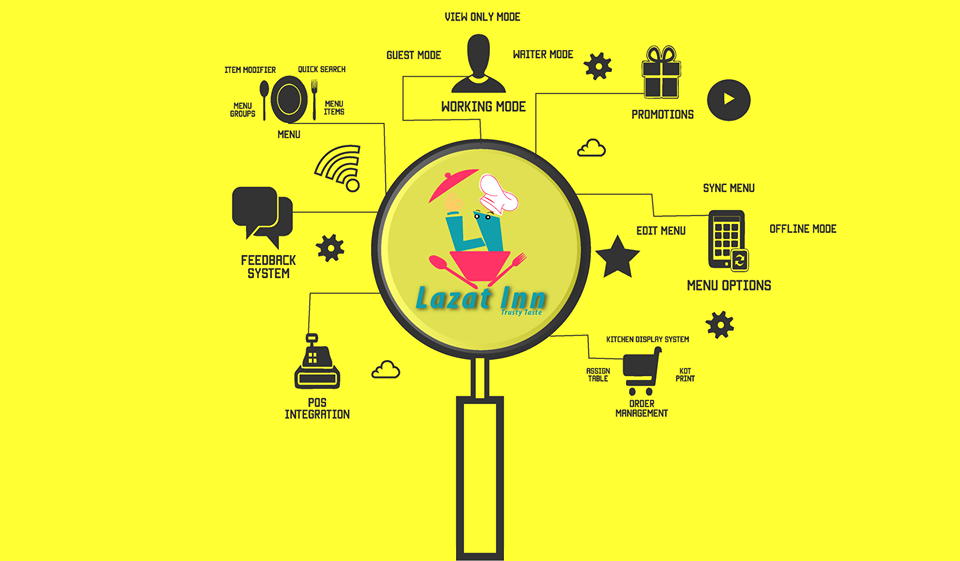 VIEW ONLY MODE
GUEST MODE
WAITER MODE
WORKING MODE
ITEM MODIFIER
QUICK SEARCH
MENU
GROUPS
MENU
ITEMS
MENU
PROMOTIONS
SYNC MENU
EDIT MENU
OFFLINE MODE
MENU OPTIONS
FEEDBACK
SYSTEM
Lazat Inn
Trusty Taste
KITCHEN DISPLAY SYSTEM
ASSIGN
TABLE
KOT
PRINT
ORDER
MANAGEMENT
POS
INTEGRATION